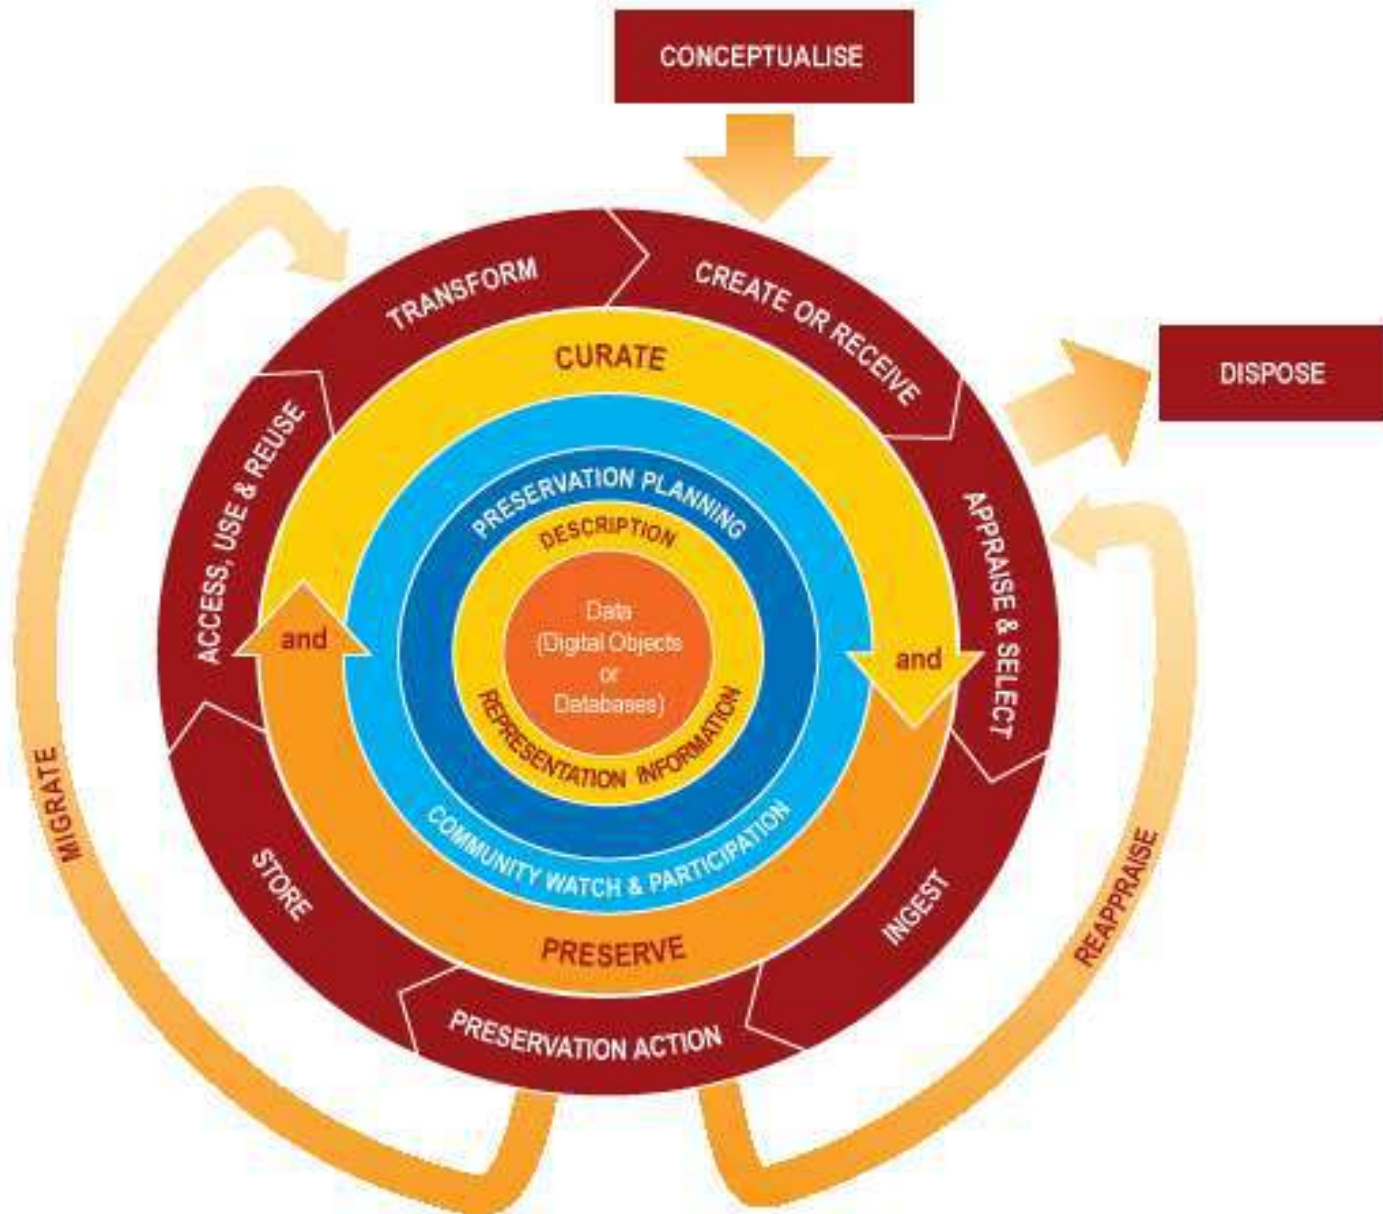 CONCEPTUALISE
TRANSFORM
CREATE OR RECEIVE
DISPOSE
CURATE
ACCESS, USE & REUSE
APPRAISE & SELECT
PRESERVATION PLANNING
DESCRIPTION
Data
(Digital Objects
or
Databases)
and
and
REPRESENTATION INFORMATION
COMMUNITY WATCH & PARTICIPATION
MIGRATE
STORE
INGEST
REAPPRAISE
PRESERVE
PRESERVATION ACTION